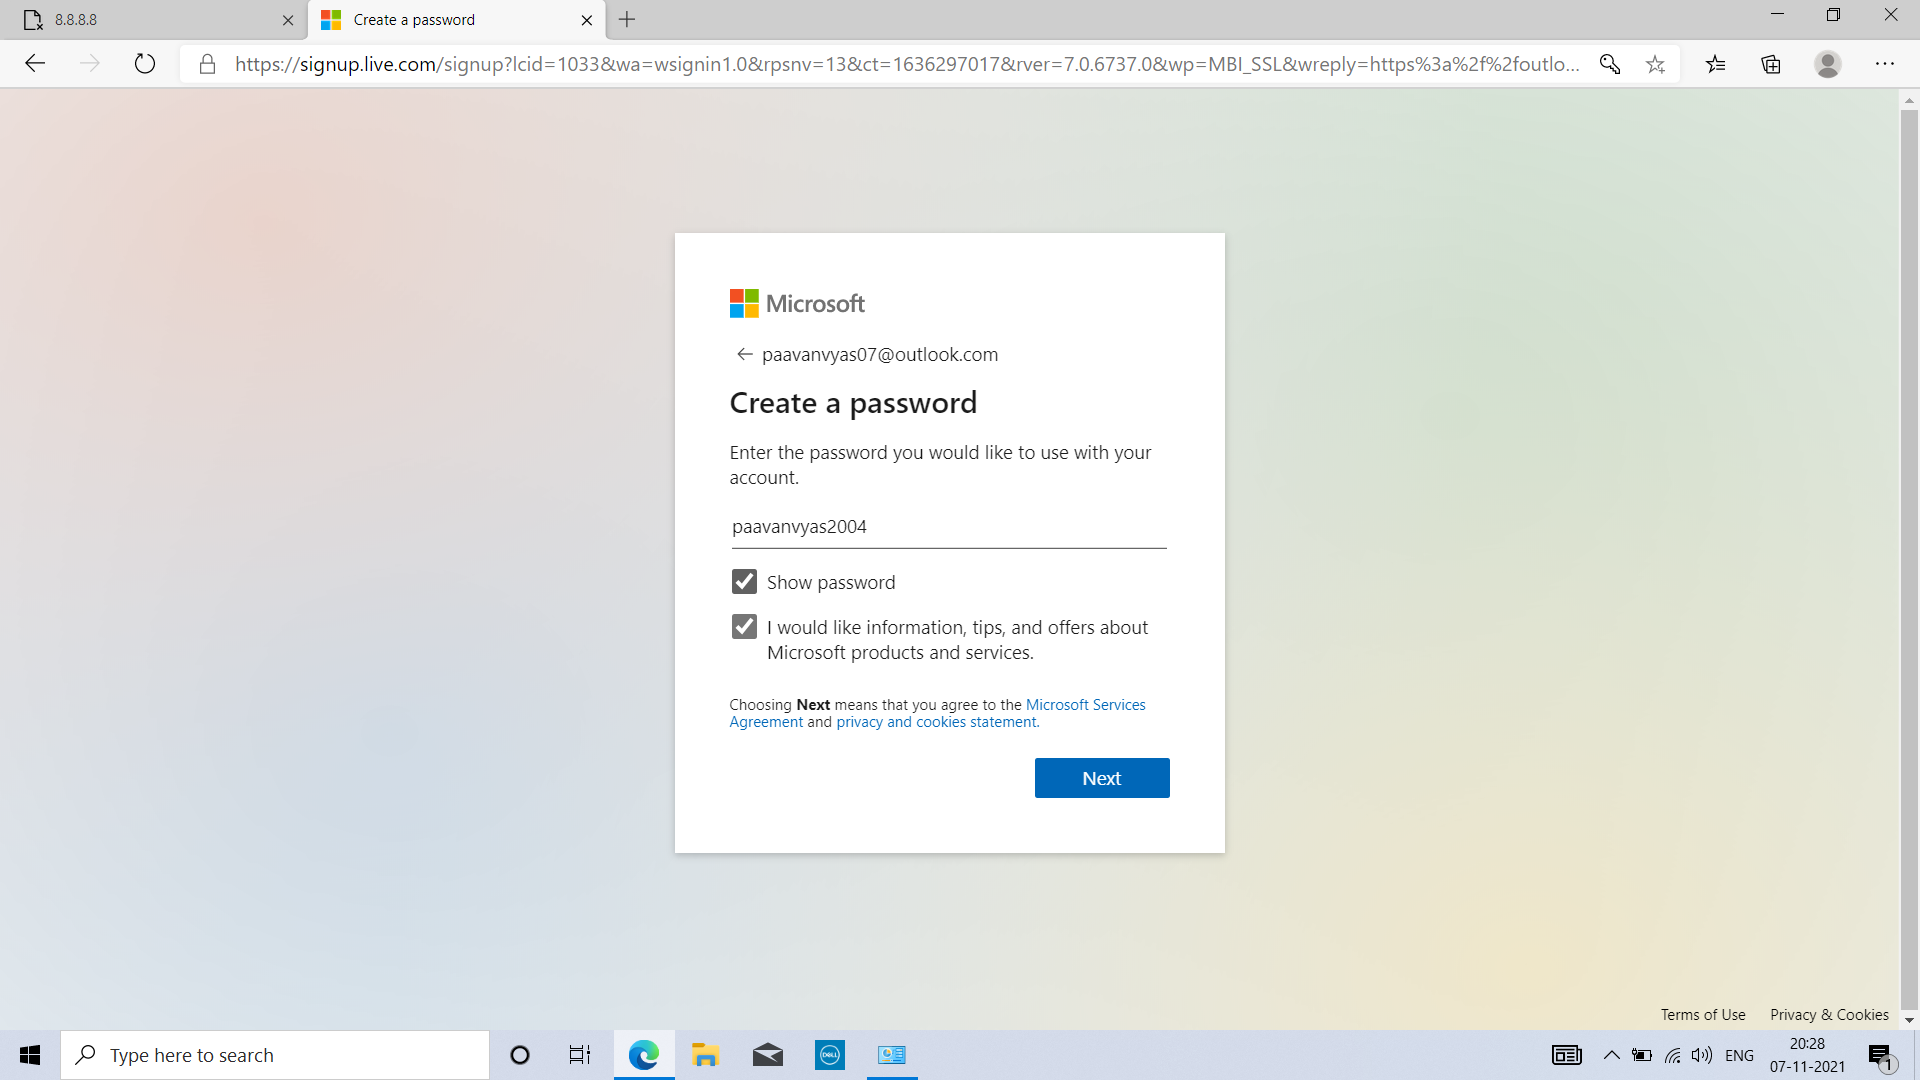 8.8.8.8
Create a password
https://signup.live.com/signup?lcid=1033&wa=wsignin1.0&rpsnv=13&ct=1636297017&rver=7.0.6737.0&wp=MBI_SSL&wreply=https%3a%2f%2foutlo...
Microsoft
paavanvyas07@outlook.com
Create a password
Enter the password you would like to use with your
account.
paavanvyas2004
Show password
I would like information, tips, and offers about
Microsoft products and services.
Choosing Next means that you agree to the Microsoft Services
Agreement and privacy and cookies statement.
Next
Terms of Use
Privacy & Cookies
Type here to search
DELL
ENG
20:28
07-11-2021
1